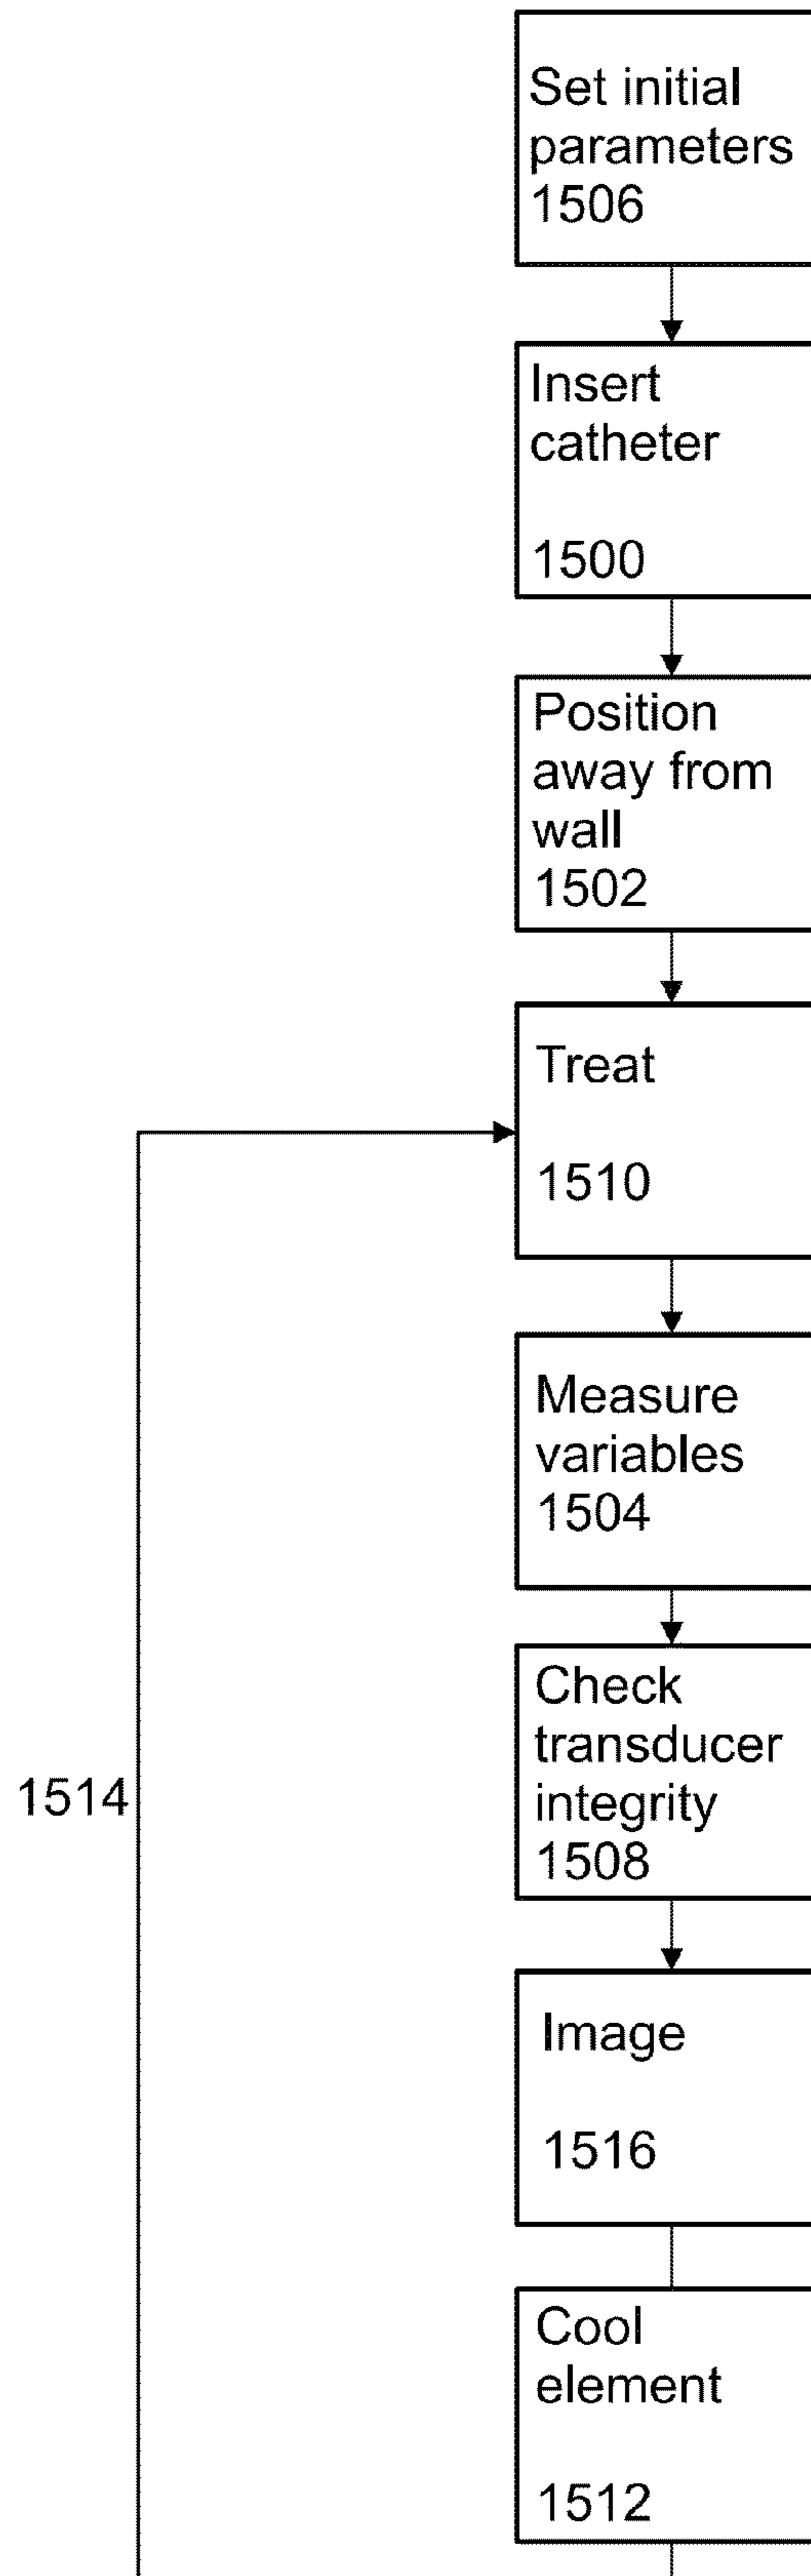 Set initial
parameters
1506
Insert
catheter
1500
Position
away from
wall
1502
Treat
1510
Measure
variables
1504
Check
transducer
integrity
1508
1514
Image
1516
Cool
element
1512